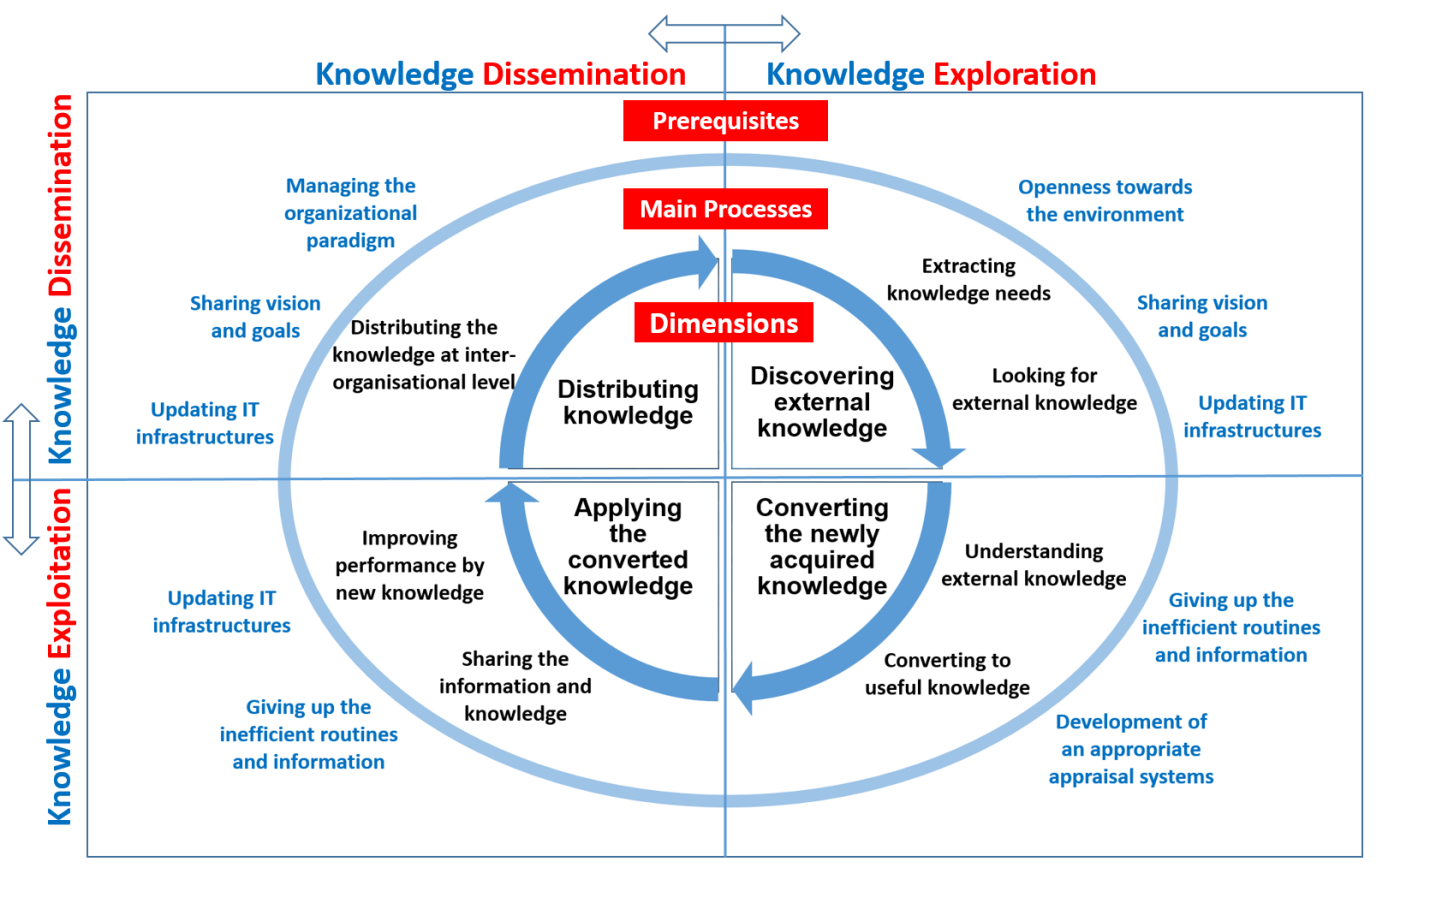 Knowledge Dissemination
Knowledge Exploration
Knowledge Dissemination
Knowledge Exploitation
Prerequisites
Main Processes
Dimensions
Managing the
organizational
paradigm
Sharing vision
and goals
Updating IT
infrastructures
Distributing the
knowledge at inter-
organisational level
Distributing
knowledge
Discovering
external
knowledge
Extracting
knowledge needs
Looking for
external knowledge
Openness towards
the environment
Sharing vision
and goals
Updating IT
infrastructures
Updating IT
infrastructures
Giving up the
inefficient routines
and information
Improving
performance by
new knowledge
Sharing the
information and
knowledge
Applying
the
converted
knowledge
Converting
the newly
acquired
knowledge
Understanding
external knowledge
Converting to
useful knowledge
Giving up the
inefficient routines
and information
Development of
an appropriate
appraisal systems